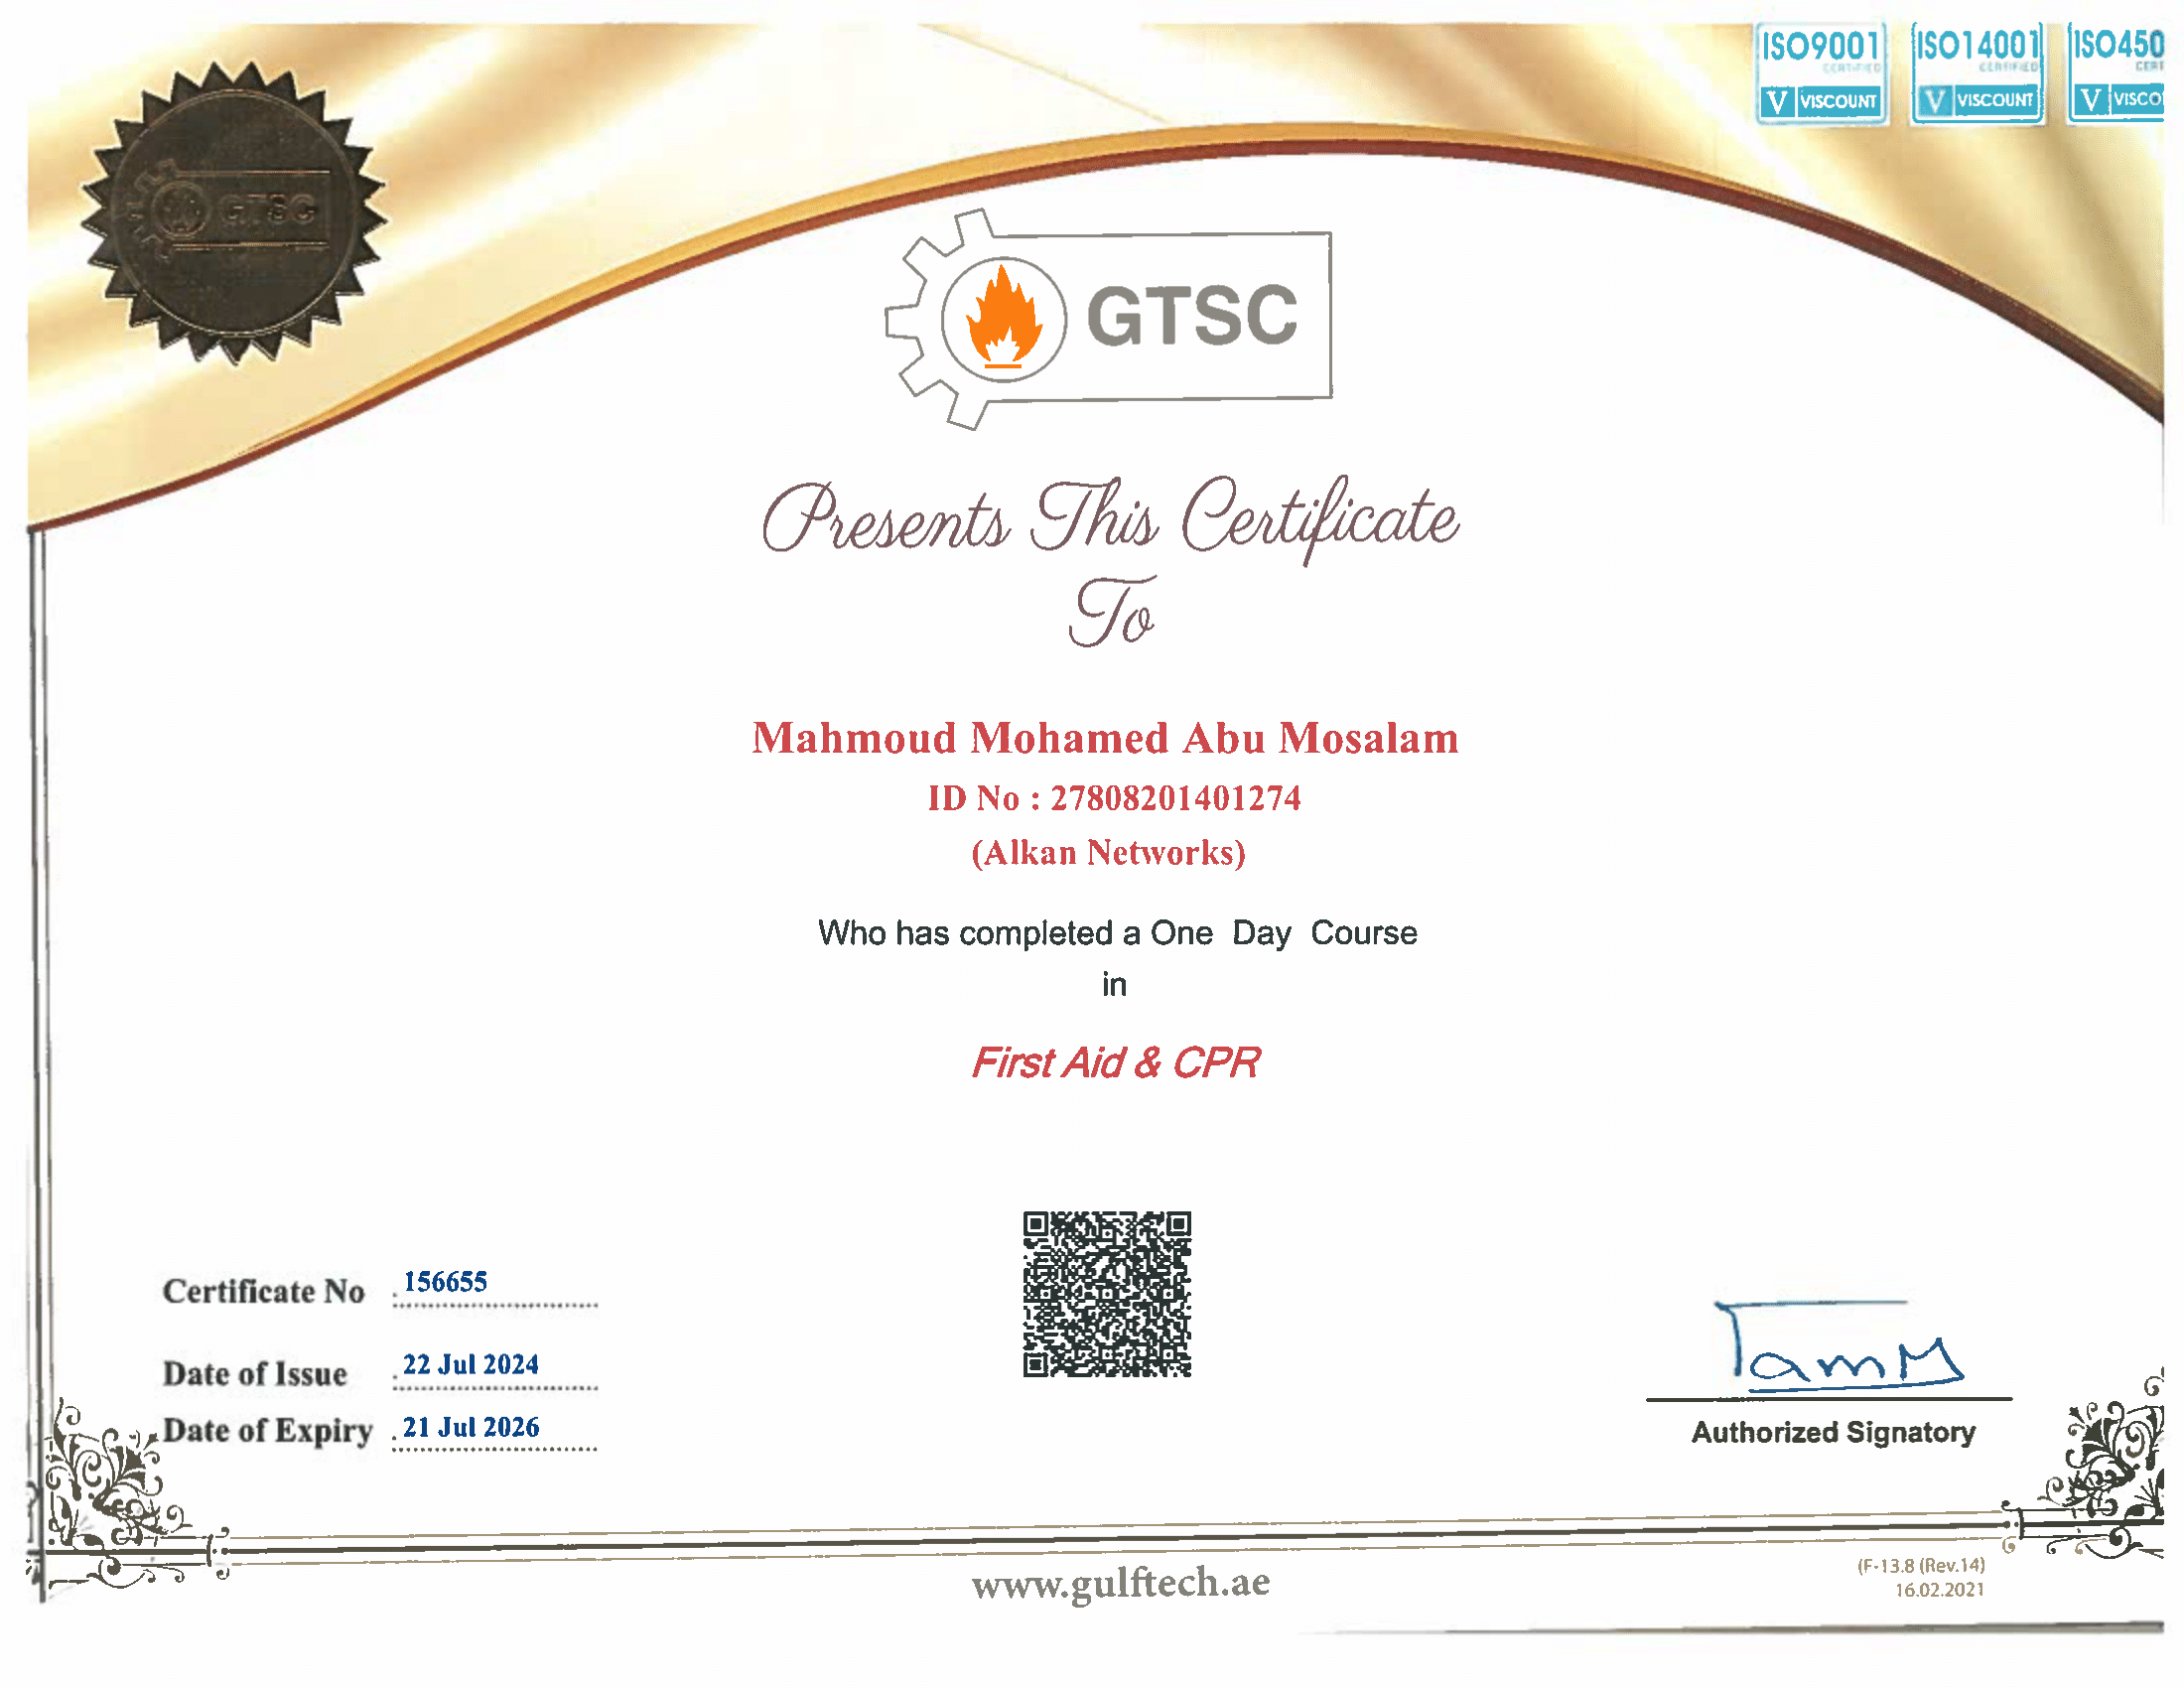 ISO9001
CERTIFIED
V VISCOUNT
ISO14001
CERTIFIED
V VISCOUNT
ISO450
CERT
V VISCO
GTSC
GTSC
Presents This Certificate
To
Mahmoud Mohamed Abu Mosalam
ID No : 27808201401274
(Alkan Networks)
Who has completed a One Day Course
in
First Aid & CPR
Certificate No 156655
Date of Issue 22 Jul 2024
Date of Expiry 21 Jul 2026
TamM
Authorized Signatory
www.gulftech.ae
(F-13.8 (Rev.14)
16.02.2021